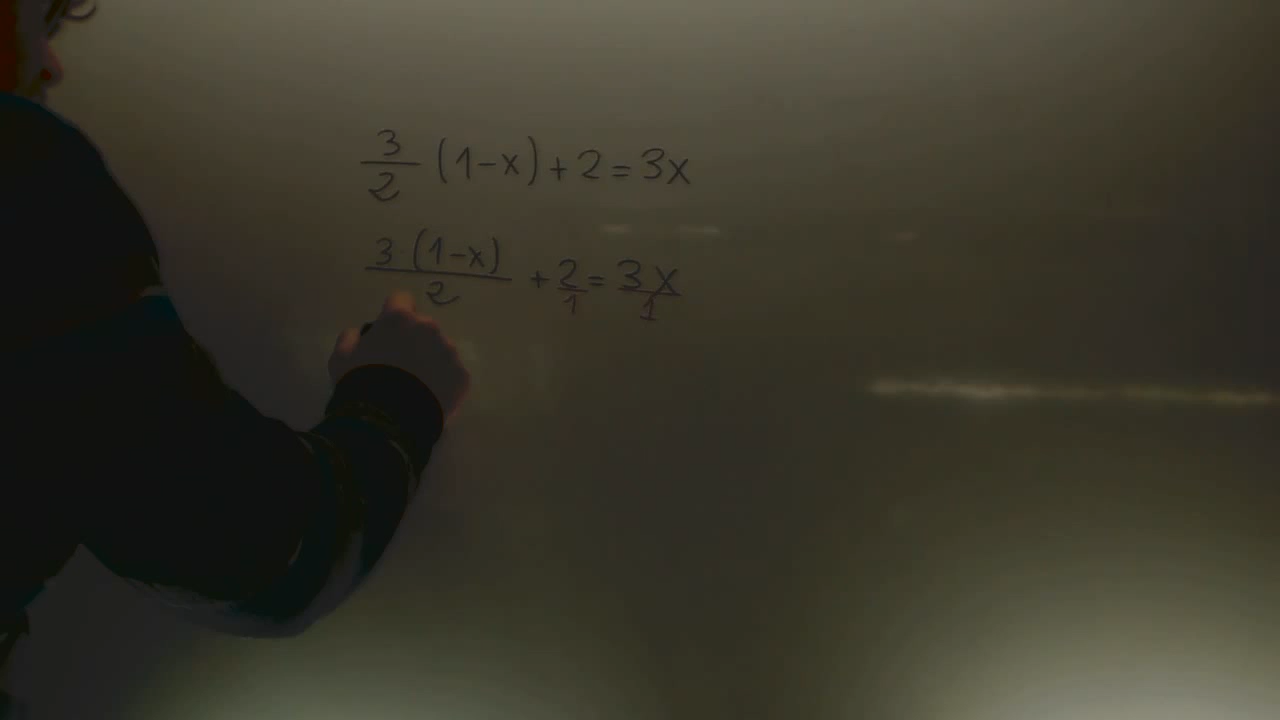 3/2 (1-x) + 2 = 3x
3(1-x)/2 + 2/1 = 3x/1